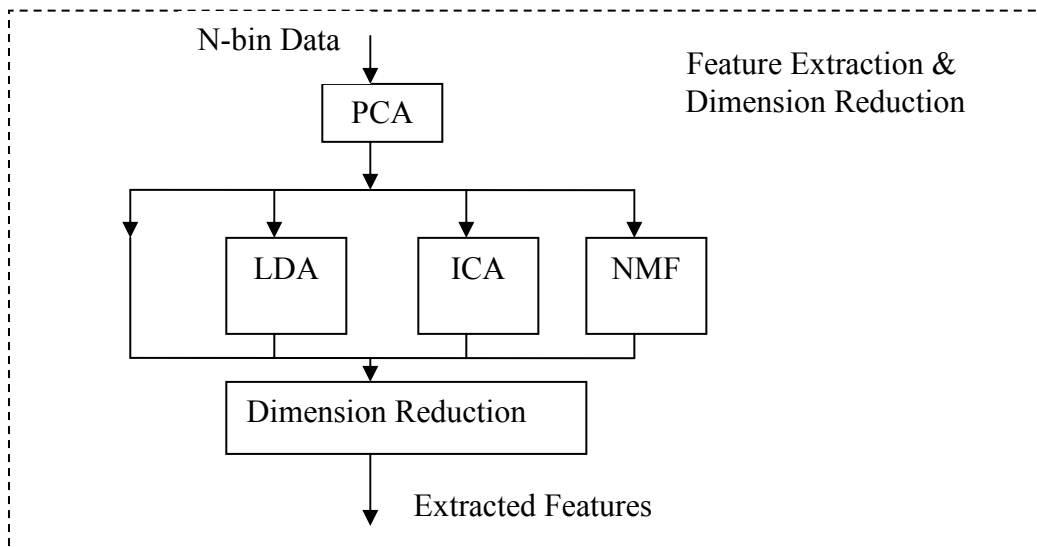 N-bin Data
Feature Extraction &
Dimension Reduction
PCA
LDA
ICA
NMF
Dimension Reduction
Extracted Features